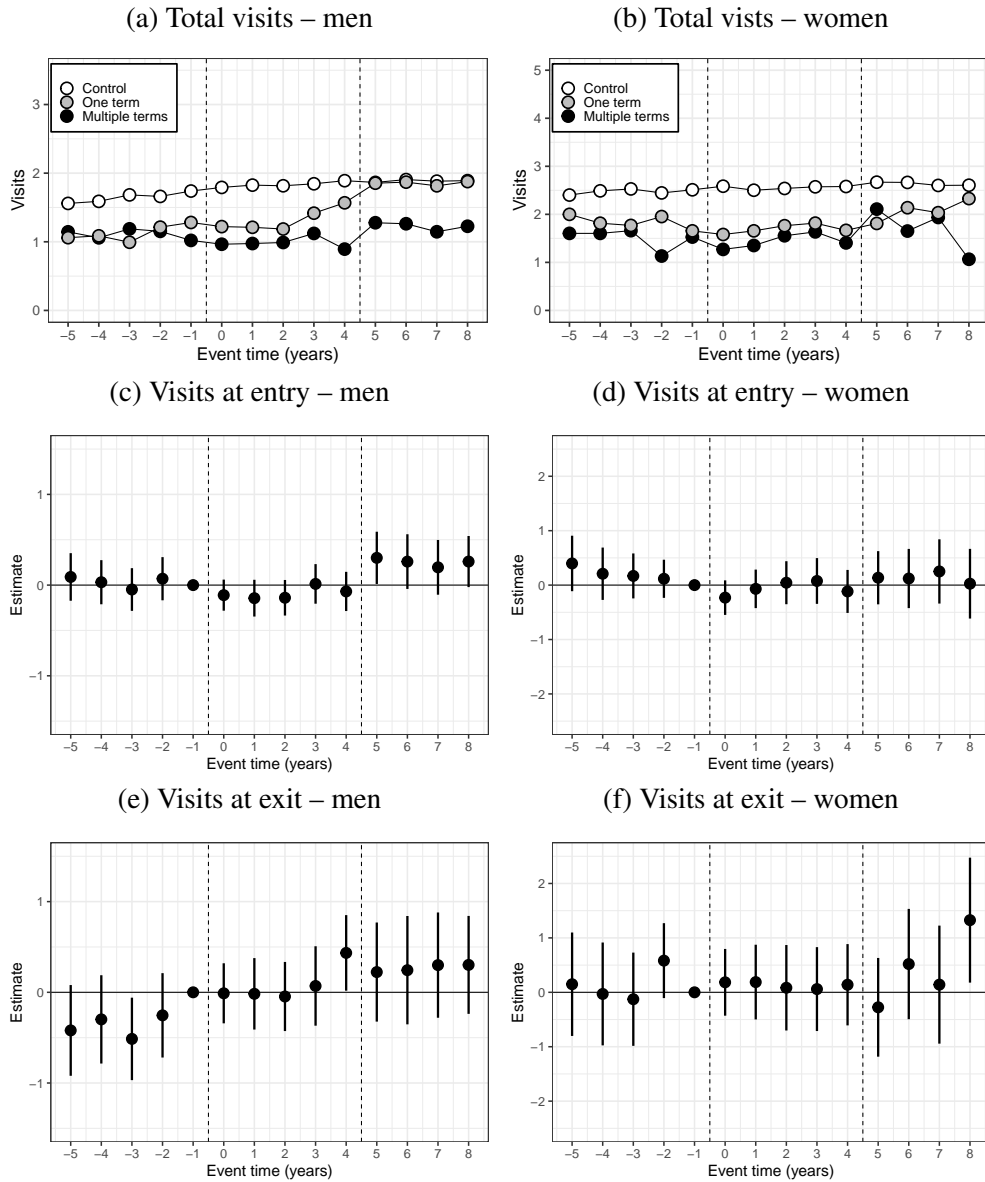 (a) Total visits – men
(b) Total vists – women
Control
One term
Multiple terms
Visits
3
2
1
0
−5 −4 −3 −2 −1 0 1 2 3 4 5 6 7 8
Event time (years)
Control
One term
Multiple terms
Visits
5
4
3
2
1
0
−5 −4 −3 −2 −1 0 1 2 3 4 5 6 7 8
Event time (years)
(c) Visits at entry – men
(d) Visits at entry – women
Estimate
1
0
−1
−5 −4 −3 −2 −1 0 1 2 3 4 5 6 7 8
Event time (years)
Estimate
2
1
0
−1
−2
−5 −4 −3 −2 −1 0 1 2 3 4 5 6 7 8
Event time (years)
(e) Visits at exit – men
(f) Visits at exit – women
Estimate
1
0
−1
−5 −4 −3 −2 −1 0 1 2 3 4 5 6 7 8
Event time (years)
Estimate
2
1
0
−1
−2
−5 −4 −3 −2 −1 0 1 2 3 4 5 6 7 8
Event time (years)